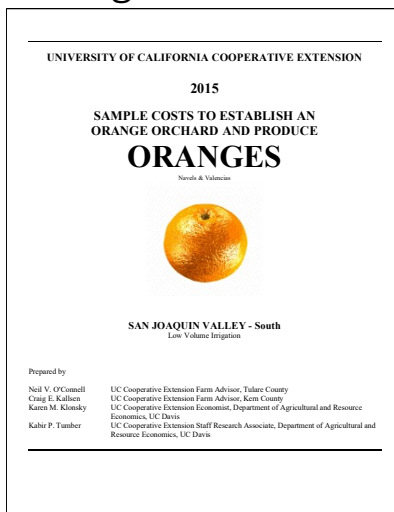 UNIVERSITY OF CALIFORNIA COOPERATIVE EXTENSION
2015
SAMPLE COSTS TO ESTABLISH AN
ORANGE ORCHARD AND PRODUCE
ORANGES
Navels & Valencias
SAN JOAQUIN VALLEY - South
Low Volume Irrigation
Prepared by
Neil V. O'Connell UC Cooperative Extension Farm Advisor, Tulare County
Craig E. Kallsen UC Cooperative Extension Farm Advisor, Kern County
Karen M. Klonsky UC Cooperative Extension Economist, Department of Agricultural and Resource
Economics, UC Davis
Kabir P. Tumber UC Cooperative Extension Staff Research Associate, Department of Agricultural and
Resource Economics, UC Davis